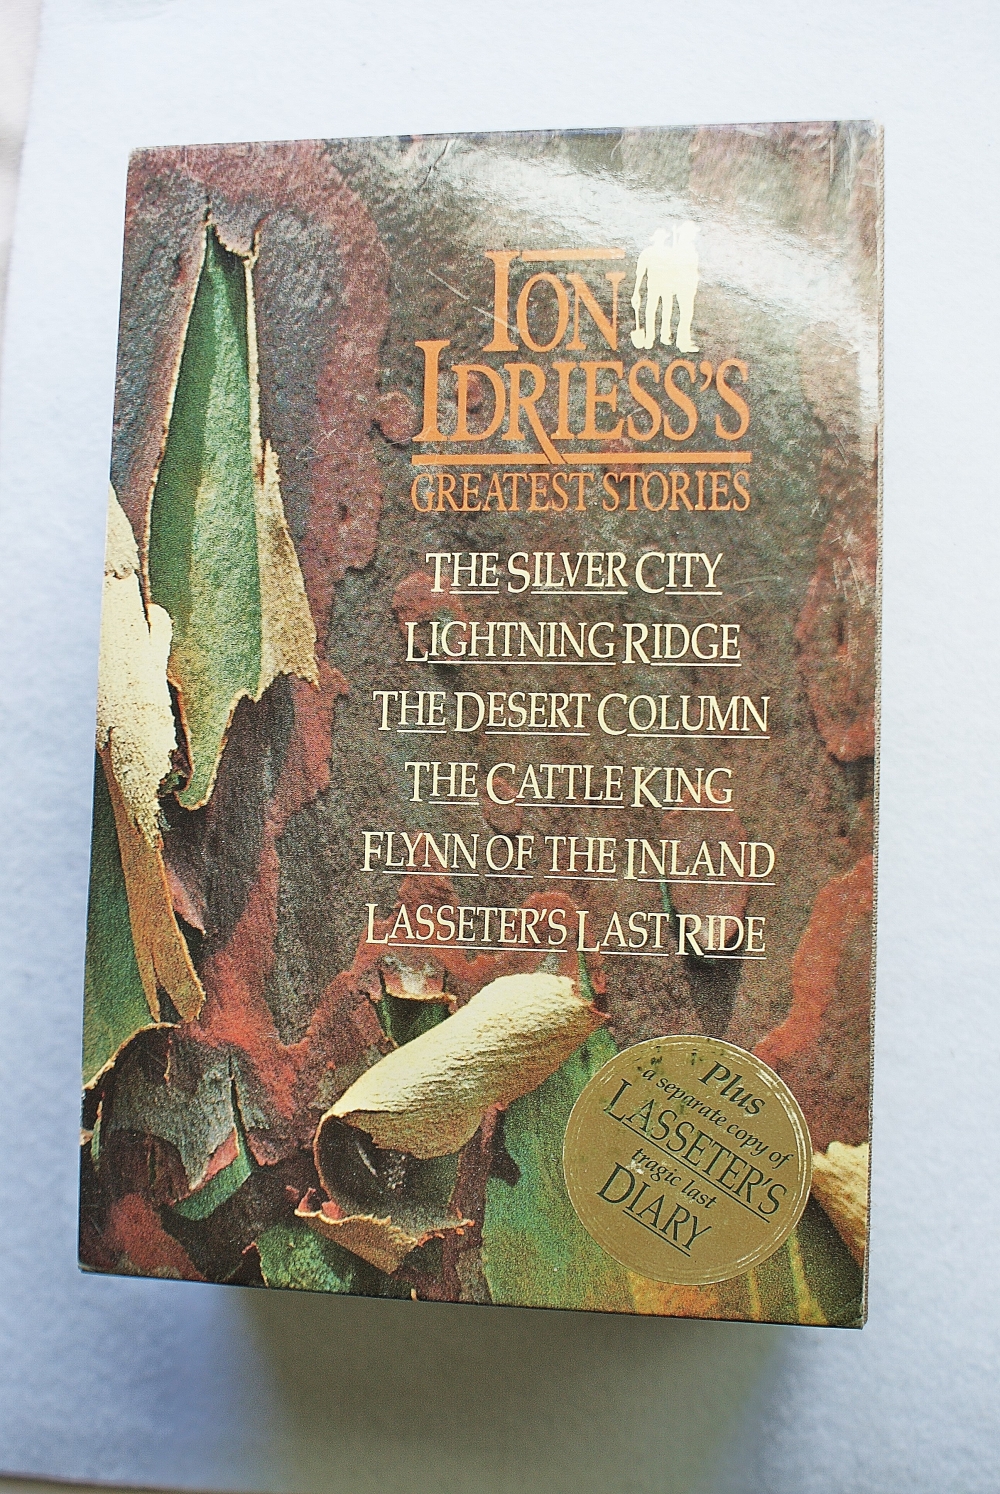 ION
IDRIESS'S
GREATEST STORIES
THE SILVER CITY
LIGHTNING RIDGE
THE DESERT COLUMN
THE CATTLE KING
FLYNN OF THE INLAND
LASSETER'S LAST RIDE
Plus
a separate copy of
LASSETER'S
tragic last
DIARY